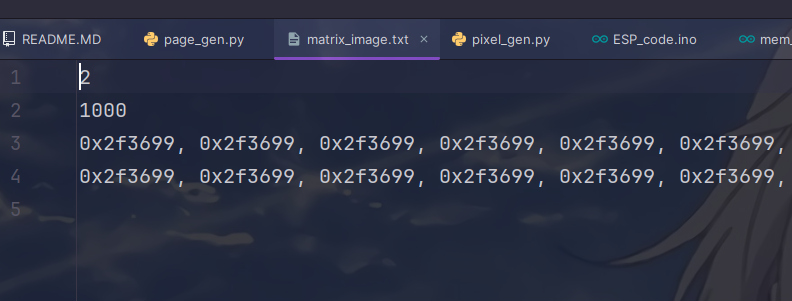 README.MD page_gen.py matrix_image.txt × pixel_gen.py ESP_code.ino mem_
1 2
2 1000
3 0x2f3699, 0x2f3699, 0x2f3699, 0x2f3699, 0x2f3699, 0x2f3699,
4 0x2f3699, 0x2f3699, 0x2f3699, 0x2f3699, 0x2f3699, 0x2f3699,
5